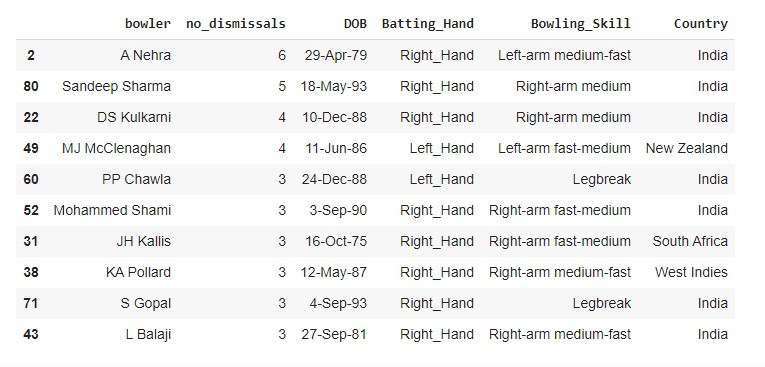 bowler no_dismissals DOB Batting_Hand Bowling_Skill Country
2 A Nehra 6 29-Apr-79 Right_Hand Left-arm medium-fast India
80 Sandeep Sharma 5 18-May-93 Right_Hand Right-arm medium India
22 DS Kulkarni 4 10-Dec-88 Right_Hand Right-arm medium India
49 MJ McClenaghan 4 11-Jun-86 Left_Hand Left-arm fast-medium New Zealand
60 PP Chawla 3 24-Dec-88 Left_Hand Legbreak India
52 Mohammed Shami 3 3-Sep-90 Right_Hand Right-arm fast-medium India
31 JH Kallis 3 16-Oct-75 Right_Hand Right-arm fast-medium South Africa
38 KA Pollard 3 12-May-87 Right_Hand Right-arm medium-fast West Indies
71 S Gopal 3 4-Sep-93 Right_Hand Legbreak India
43 L Balaji 3 27-Sep-81 Right_Hand Right-arm medium-fast India